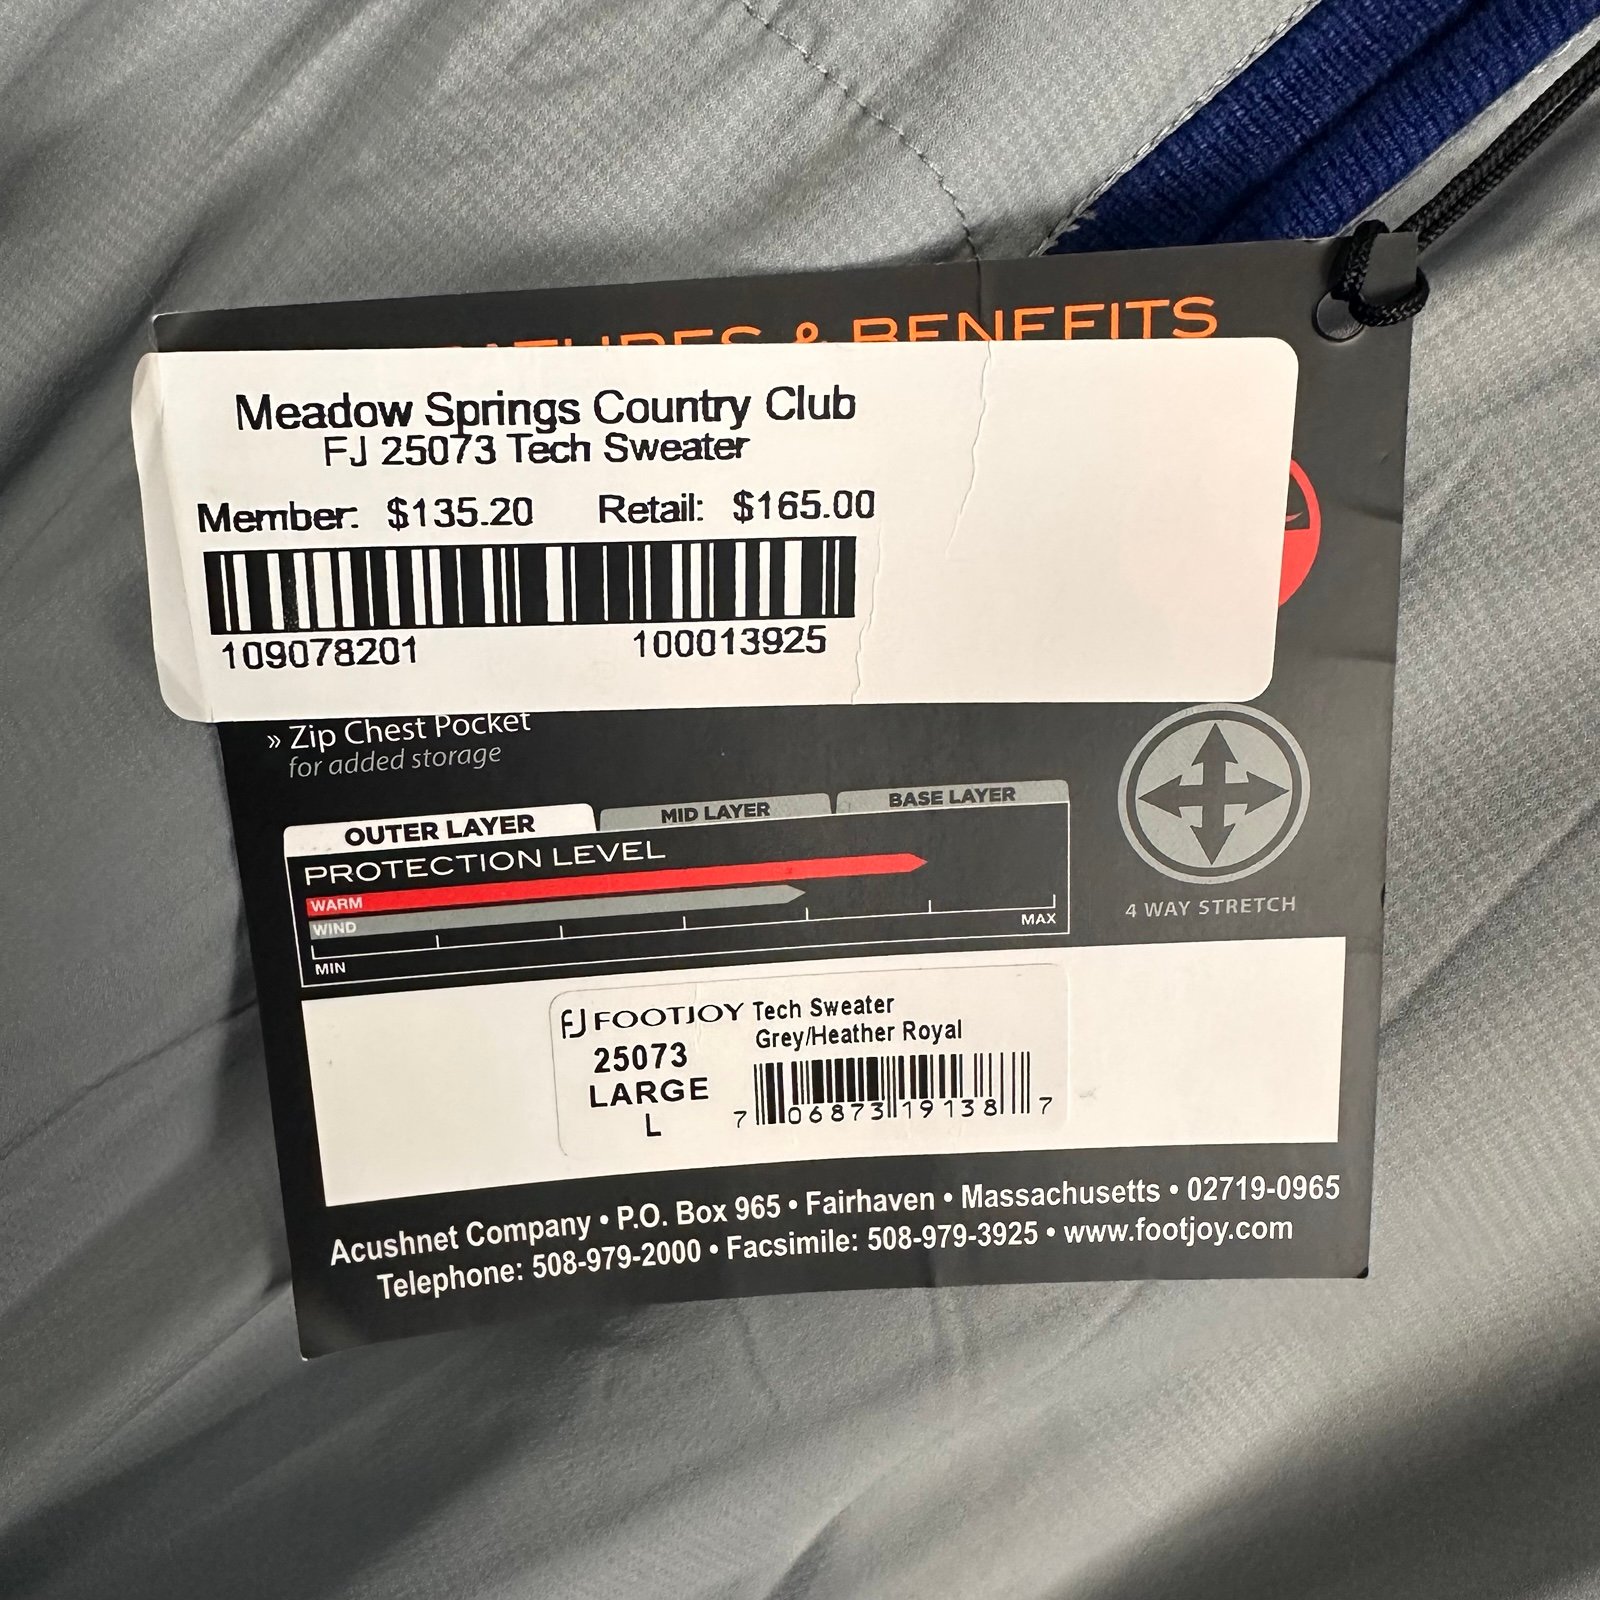 & BENEFITS
Meadow Springs Country Club
FJ 25073 Tech Sweater
Member: $135.20 Retail: $165.00
109078201 100013925
» Zip Chest Pocket
for added storage
OUTER LAYER MID LAYER BASE LAYER
PROTECTION LEVEL
WARM
WIND
MIN MAX
4 WAY STRETCH
FJ FOOTJOY Tech Sweater
Grey/Heather Royal
25073
LARGE
L
7 06873 19138 7
Acushnet Company • P.O. Box 965 • Fairhaven • Massachusetts • 02719-0965
Telephone: 508-979-2000 • Facsimile: 508-979-3925 • www.footjoy.com